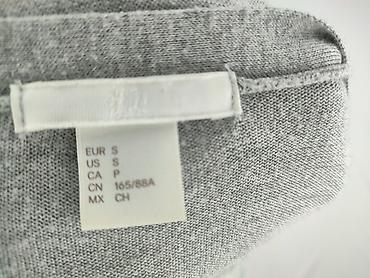 EUR S
US S
CA P
CN 165/88A
MX CH